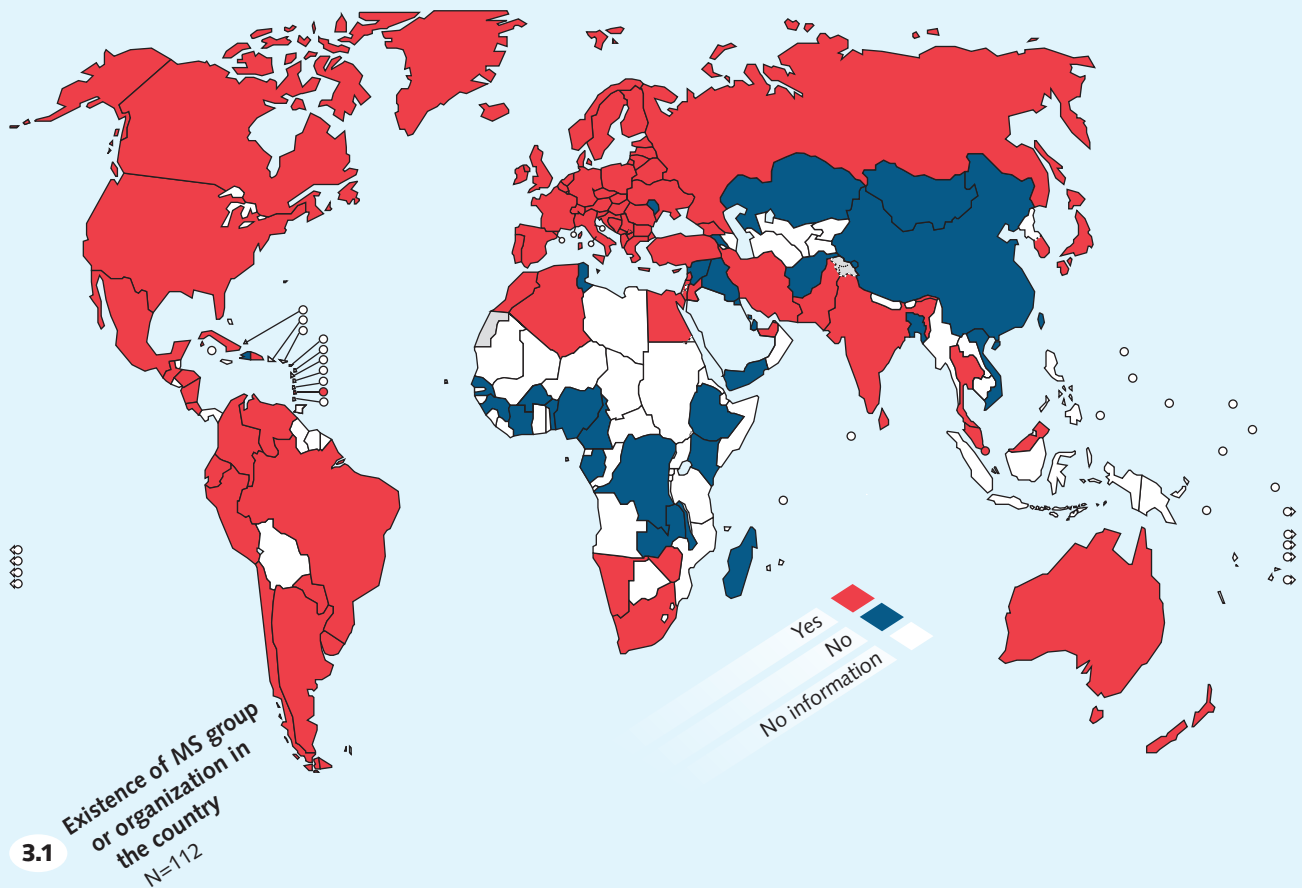 Yes
No
No information
Existence of MS group
or organization in
the country
N=112
3.1